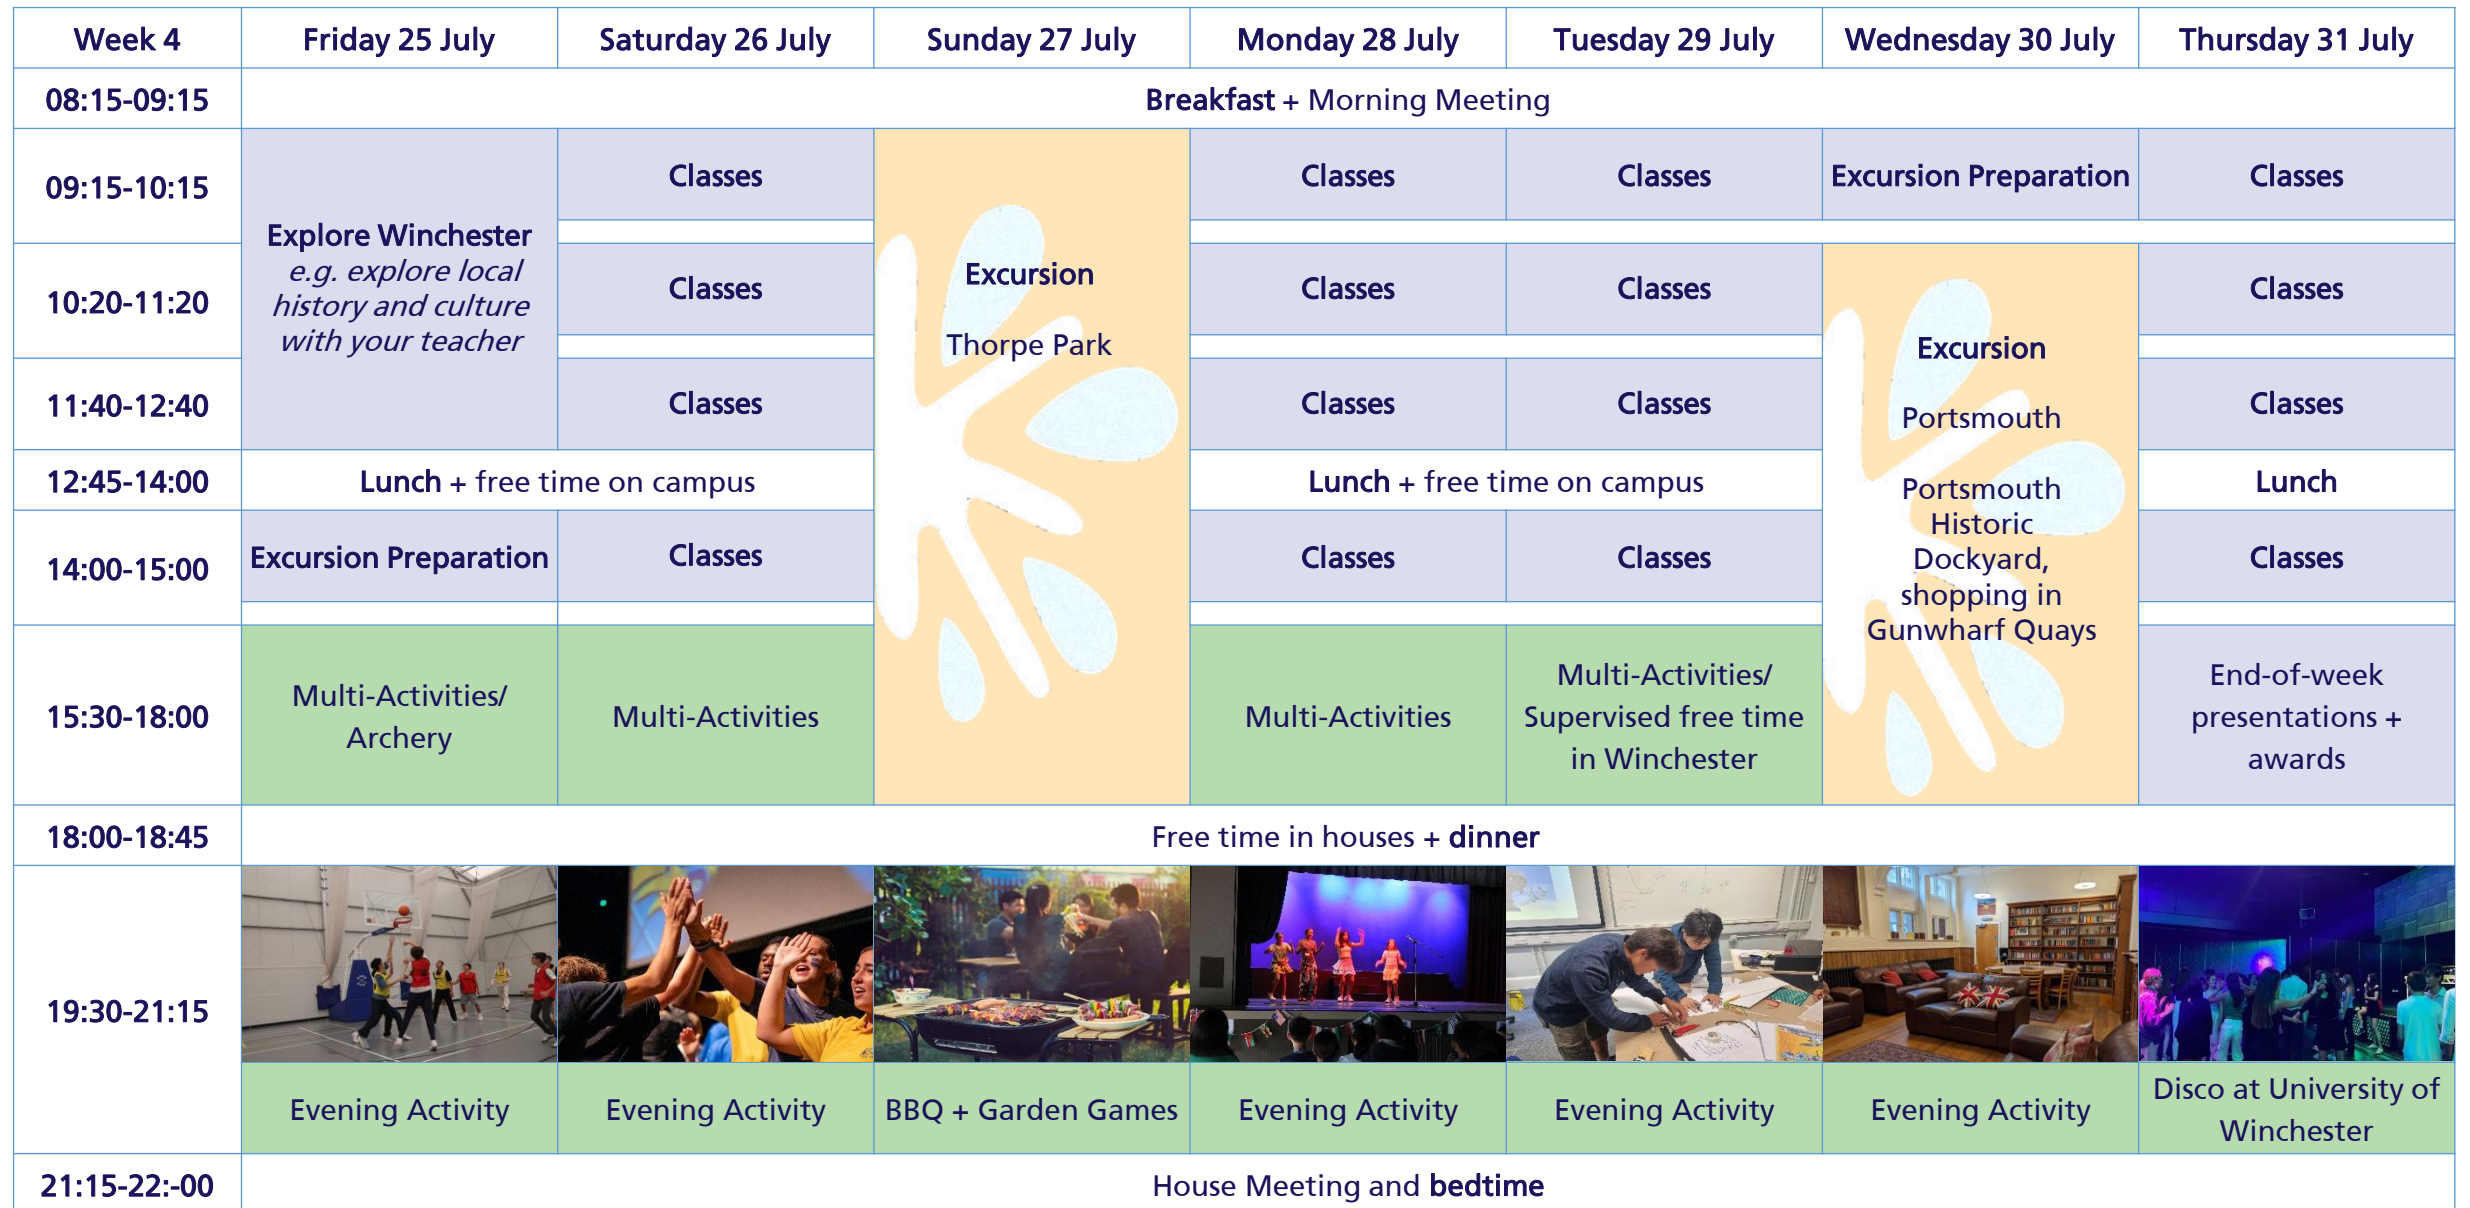 Week 4
Friday 25 July
Saturday 26 July
Sunday 27 July
Monday 28 July
Tuesday 29 July
Wednesday 30 July
Thursday 31 July
08:15-09:15
Breakfast + Morning Meeting
09:15-10:15
Explore Winchester
e.g. explore local
history and culture
with your teacher
Classes
Excursion
Thorpe Park
Classes
Classes
Excursion Preparation
Classes
10:20-11:20
Classes
Classes
Classes
Excursion
Portsmouth
Portsmouth
Historic
Dockyard,
shopping in
Gunwharf Quays
Classes
11:40-12:40
Classes
Classes
Classes
Classes
12:45-14:00
Lunch + free time on campus
Lunch + free time on campus
Lunch
14:00-15:00
Excursion Preparation
Classes
Classes
Classes
Classes
15:30-18:00
Multi-Activities/
Archery
Multi-Activities
Multi-Activities
Multi-Activities/
Supervised free time
in Winchester
End-of-week
presentations +
awards
18:00-18:45
Free time in houses + dinner
19:30-21:15
Evening Activity
Evening Activity
BBQ + Garden Games
Evening Activity
Evening Activity
Evening Activity
Disco at University of
Winchester
21:15-22:-00
House Meeting and bedtime